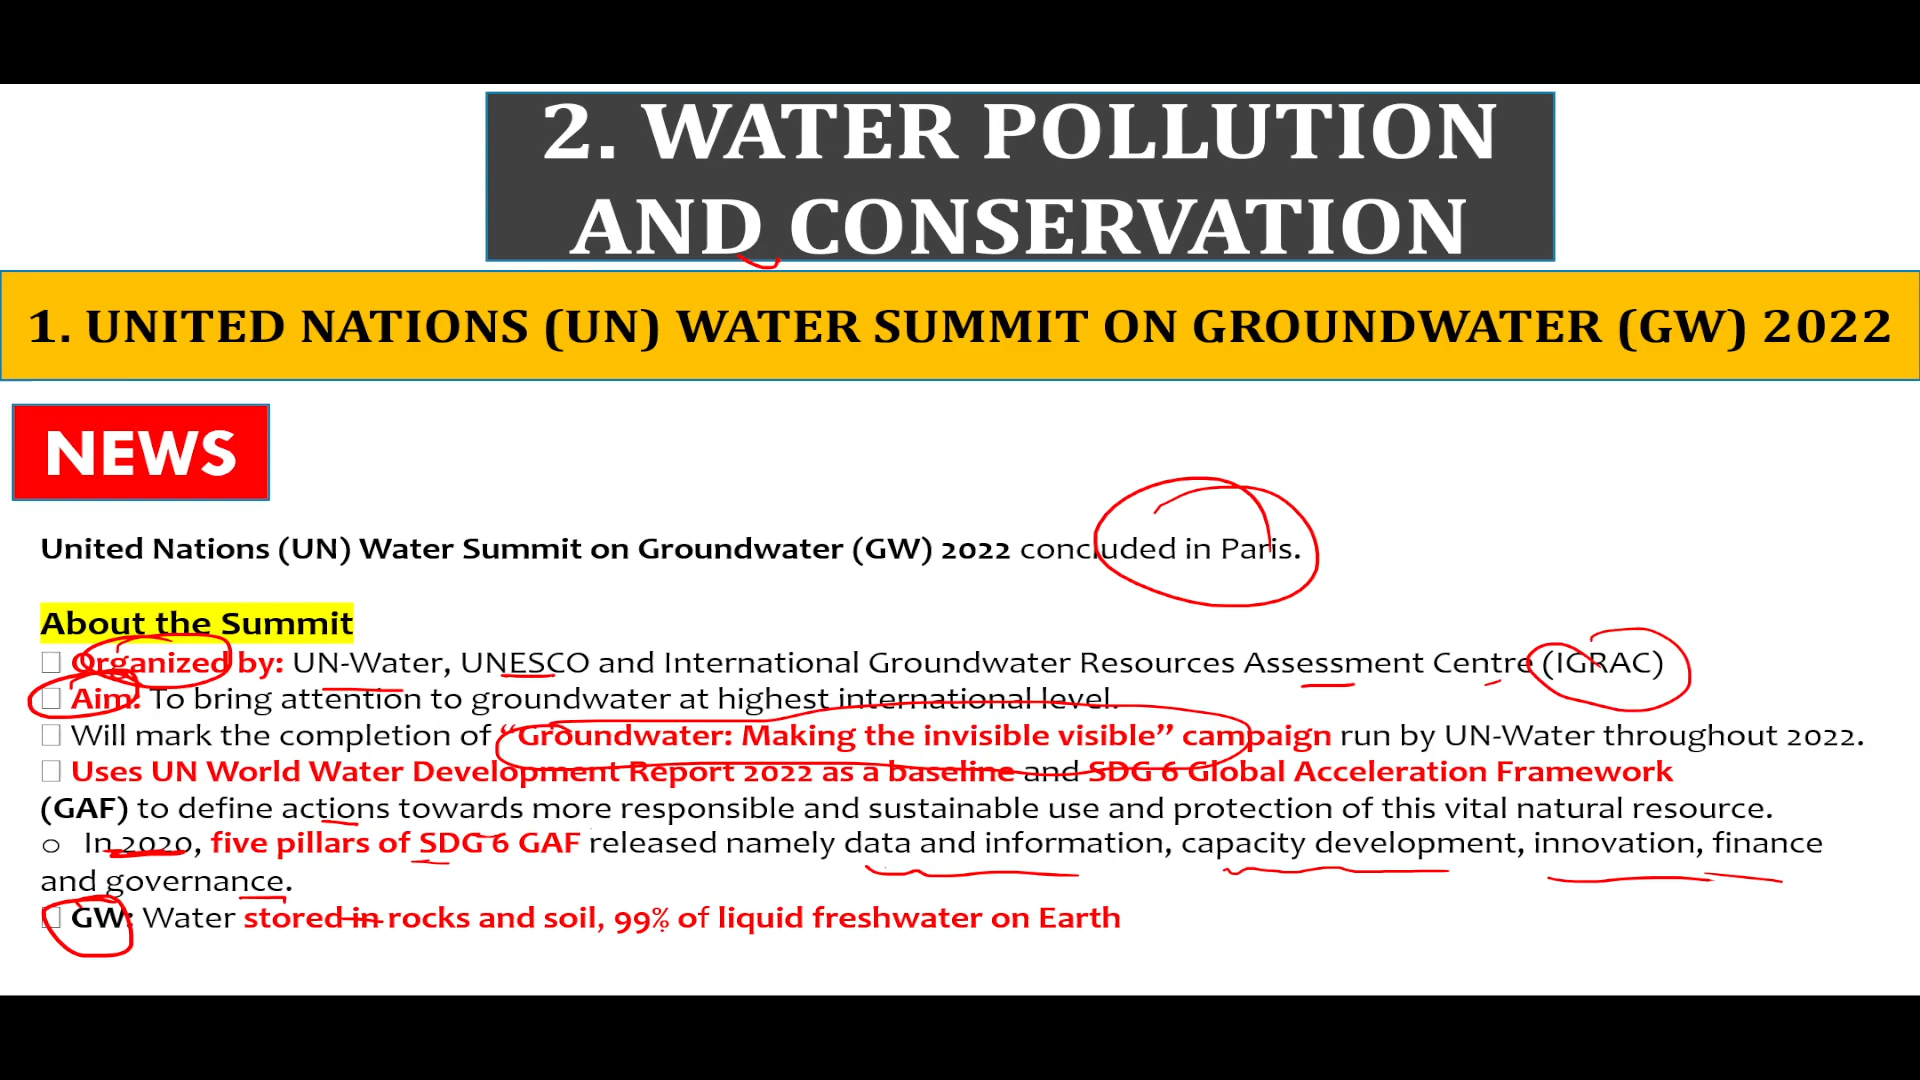 2. WATER POLLUTION
AND CONSERVATION
1. UNITED NATIONS (UN) WATER SUMMIT ON GROUNDWATER (GW) 2022
NEWS
United Nations (UN) Water Summit on Groundwater (GW) 2022 concluded in Paris.
About the Summit
Organized by: UN-Water, UNESCO and International Groundwater Resources Assessment Centre (IGRAC)
Aim: To bring attention to groundwater at highest international level.
Will mark the completion of “Groundwater: Making the invisible visible” campaign run by UN-Water throughout 2022.
Uses UN World Water Development Report 2022 as a baseline and SDG 6 Global Acceleration Framework
(GAF) to define actions towards more responsible and sustainable use and protection of this vital natural resource.
o In 2020, five pillars of SDG 6 GAF released namely data and information, capacity development, innovation, finance
and governance.
GW: Water stored in rocks and soil, 99% of liquid freshwater on Earth